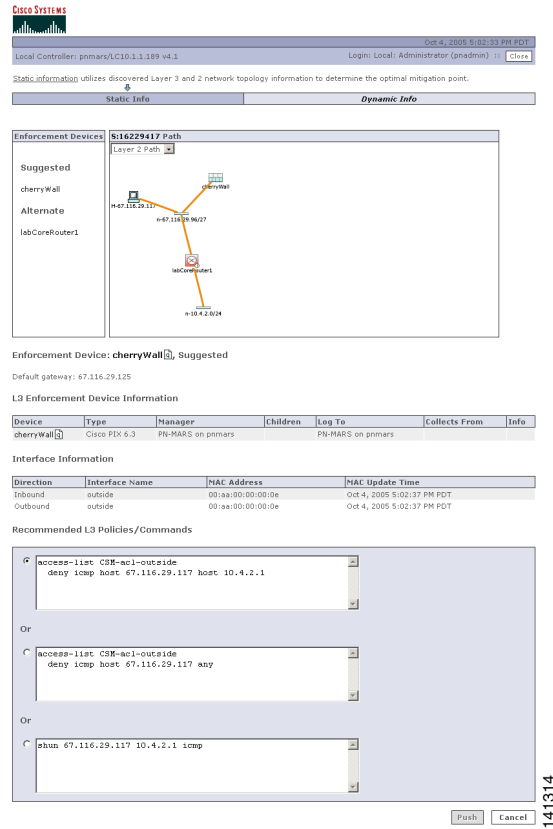 CISCO SYSTEMS
Oct 4, 2005 5:02:33 PM PDT
Local Controller: pnmars/LC10.1.1.189 v4.1
Login: Local: Administrator (pnadmin) ::
Close
Static information utilizes discovered Layer 3 and 2 network topology information to determine the optimal mitigation point.
Static Info
Dynamic Info
Enforcement Devices
S:16229417 Path
Layer 2 Path
Suggested
cherryWall
Alternate
labCoreRouter1
cherryWall
H-67.116.29.117
n-67.116.29.96/27
labCoreRouter1
n-10.4.2.0/24
Enforcement Device: cherryWall q, Suggested
Default gateway: 67.116.29.125
L3 Enforcement Device Information
Device Type Manager Children Log To Collects From Info
cherryWall q Cisco PIX 6.3 PN-MARS on pnmars PN-MARS on pnmars
Interface Information
Direction Interface Name MAC Address MAC Update Time
Inbound outside 00:aa:00:00:00:0e Oct 4, 2005 5:02:37 PM PDT
Outbound outside 00:aa:00:00:00:0e Oct 4, 2005 5:02:37 PM PDT
Recommended L3 Policies/Commands
access-list CSM-acl-outside
deny icmp host 67.116.29.117 host 10.4.2.1
Or
access-list CSM-acl-outside
deny icmp host 67.116.29.117 any
Or
shun 67.116.29.117 10.4.2.1 icmp
Push
Cancel
141314